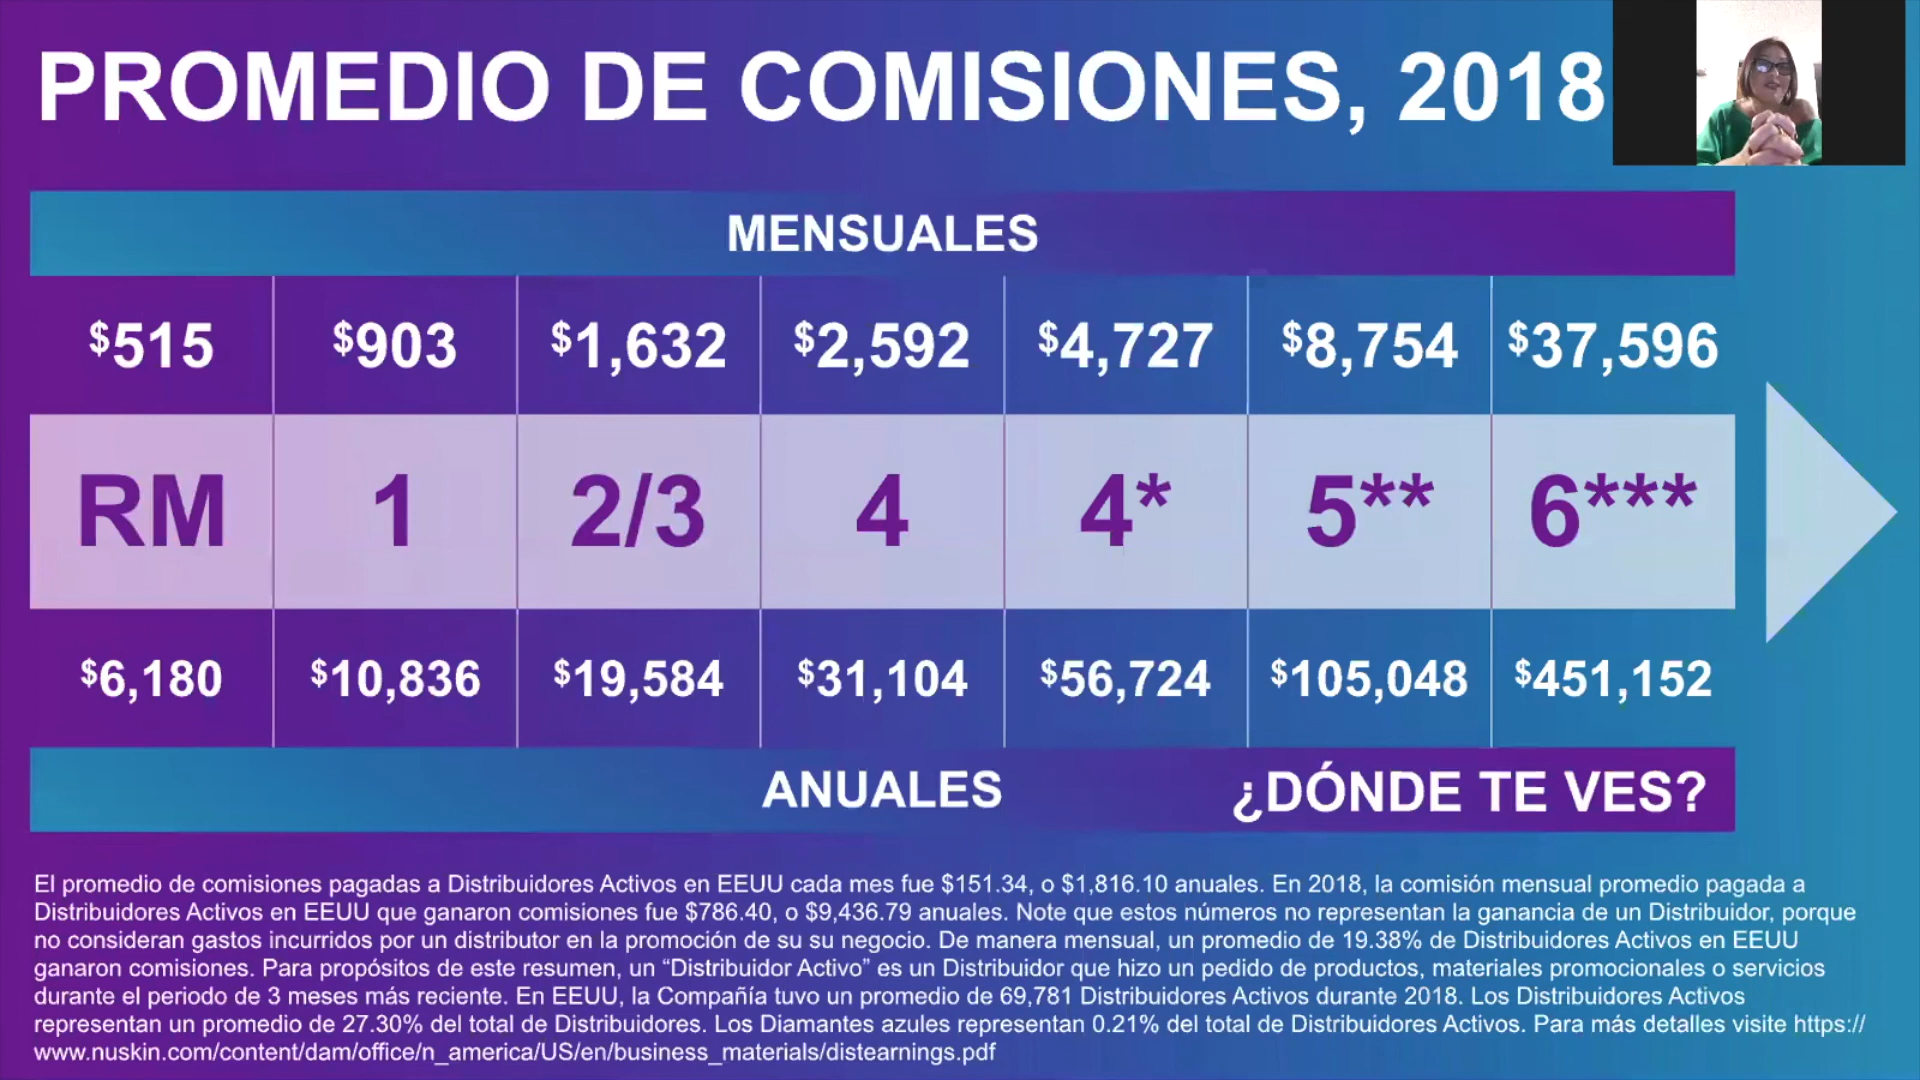 PROMEDIO DE COMISIONES, 2018
MENSUALES
$515 $903 $1,632 $2,592 $4,727 $8,754 $37,596
RM 1 2/3 4 4* 5** 6***
$6,180 $10,836 $19,584 $31,104 $56,724 $105,048 $451,152
ANUALES ¿DÓNDE TE VES?
El promedio de comisiones pagadas a Distribuidores Activos en EEUU cada mes fue $151.34, o $1,816.10 anuales. En 2018, la comisión mensual promedio pagada a
Distribuidores Activos en EEUU que ganaron comisiones fue $786.40, o $9,436.79 anuales. Note que estos números no representan la ganancia de un Distribuidor, porque
no consideran gastos incurridos por un distributor en la promoción de su su negocio. De manera mensual, un promedio de 19.38% de Distribuidores Activos en EEUU
ganaron comisiones. Para propósitos de este resumen, un “Distribuidor Activo” es un Distribuidor que hizo un pedido de productos, materiales promocionales o servicios
durante el periodo de 3 meses más reciente. En EEUU, la Compañía tuvo un promedio de 69,781 Distribuidores Activos durante 2018. Los Distribuidores Activos
representan un promedio de 27.30% del total de Distribuidores. Los Diamantes azules representan 0.21% del total de Distribuidores Activos. Para más detalles visite https://
www.nuskin.com/content/dam/office/n_america/US/en/business_materials/distearnings.pdf